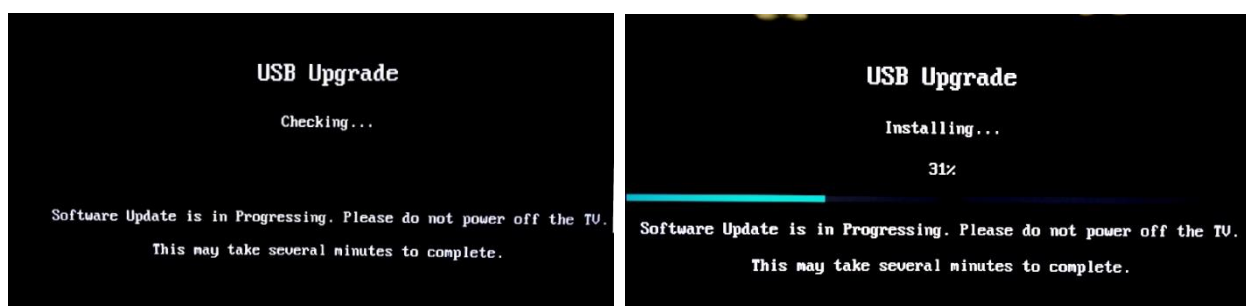 USB Upgrade
Checking...
Software Update is in Progressing. Please do not power off the TV.
This may take several minutes to complete.
USB Upgrade
Installing...
31%
Software Update is in Progressing. Please do not power off the TV.
This may take several minutes to complete.